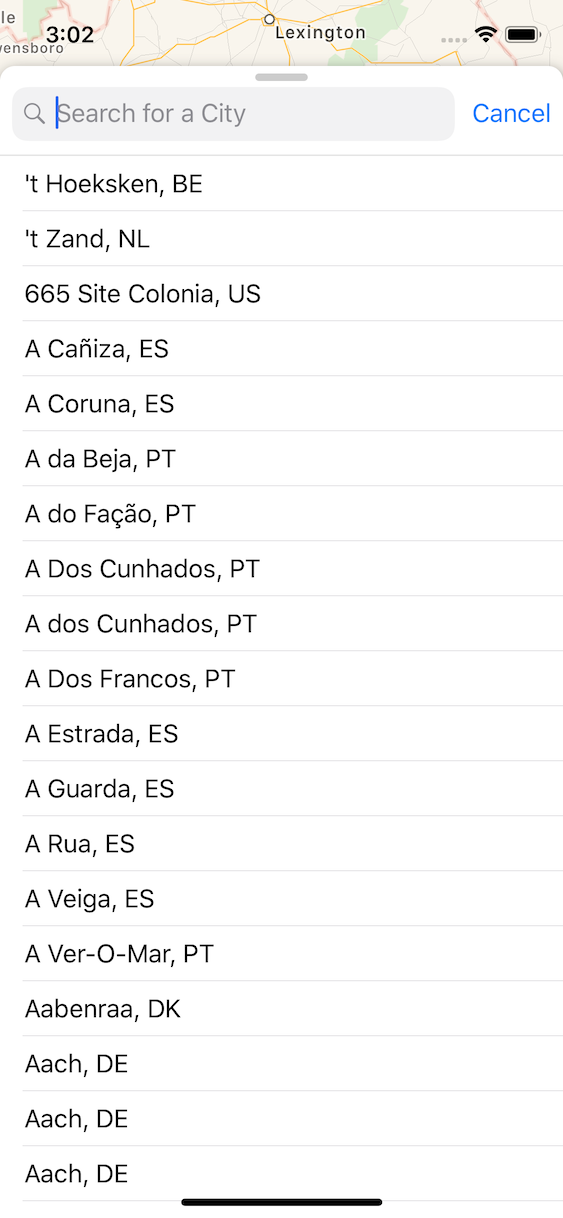 le
3:02
Lexington
wensboro
Search for a City
Cancel
't Hoeksken, BE
't Zand, NL
665 Site Colonia, US
A Cañiza, ES
A Coruna, ES
A da Beja, PT
A do Fação, PT
A Dos Cunhados, PT
A dos Cunhados, PT
A Dos Francos, PT
A Estrada, ES
A Guarda, ES
A Rua, ES
A Veiga, ES
A Ver-O-Mar, PT
Aabenraa, DK
Aach, DE
Aach, DE
Aach, DE